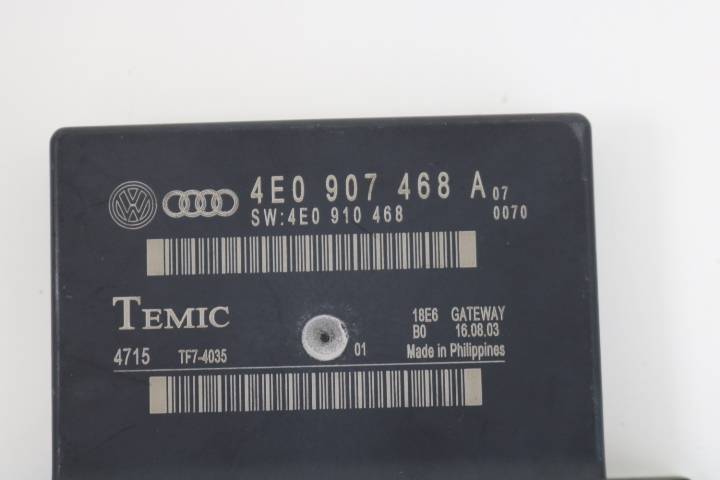 4E0 907 468 A 07
SW:4E0 910 468 0070
TEMIC
18E6 GATEWAY
B0 16.08.03
4715 TF7-4035 01 Made in Philippines